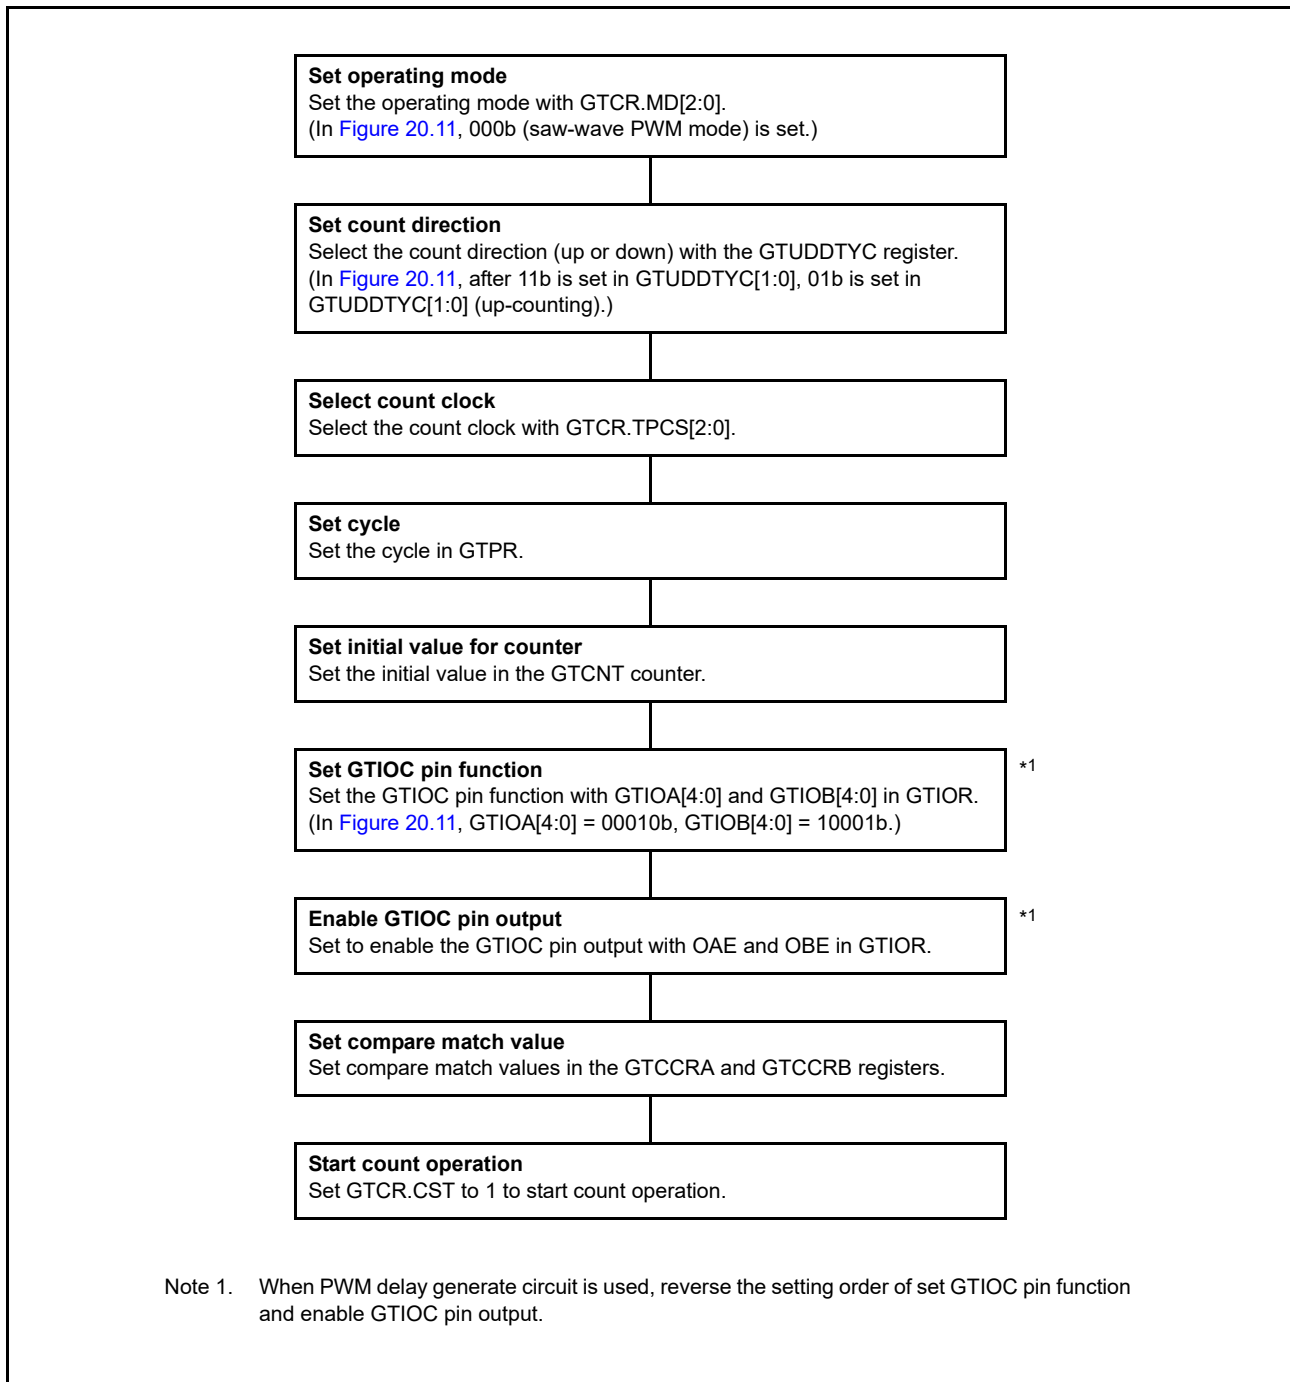 Set operating mode
Set the operating mode with GTCR.MD[2:0].
(In Figure 20.11, 000b (saw-wave PWM mode) is set.)
Set count direction
Select the count direction (up or down) with the GTUDDTYC register.
(In Figure 20.11, after 11b is set in GTUDDTYC[1:0], 01b is set in
GTUDDTYC[1:0] (up-counting).)
Select count clock
Select the count clock with GTCR.TPCS[2:0].
Set cycle
Set the cycle in GTPR.
Set initial value for counter
Set the initial value in the GTCNT counter.
Set GTIOC pin function *1
Set the GTIOC pin function with GTIOA[4:0] and GTIOB[4:0] in GTIOR.
(In Figure 20.11, GTIOA[4:0] = 00010b, GTIOB[4:0] = 10001b.)
Enable GTIOC pin output *1
Set to enable the GTIOC pin output with OAE and OBE in GTIOR.
Set compare match value
Set compare match values in the GTCCRA and GTCCRB registers.
Start count operation
Set GTCR.CST to 1 to start count operation.
Note 1. When PWM delay generate circuit is used, reverse the setting order of set GTIOC pin function
and enable GTIOC pin output.